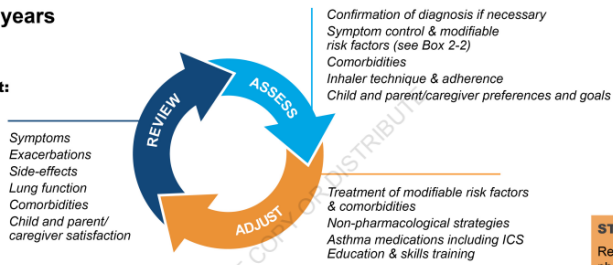 years
Confirmation of diagnosis if necessary
Symptom control & modifiable
risk factors (see Box 2-2)
Comorbidities
Inhaler technique & adherence
Child and parent/caregiver preferences and goals
t:
REVIEW
ASSESS
ADJUST
Symptoms
Exacerbations
Side-effects
Lung function
Comorbidities
Child and parent/
caregiver satisfaction
Treatment of modifiable risk factors
& comorbidities
Non-pharmacological strategies
Asthma medications including ICS
Education & skills training
COPY OR DISTRIBUTE
ST
Re